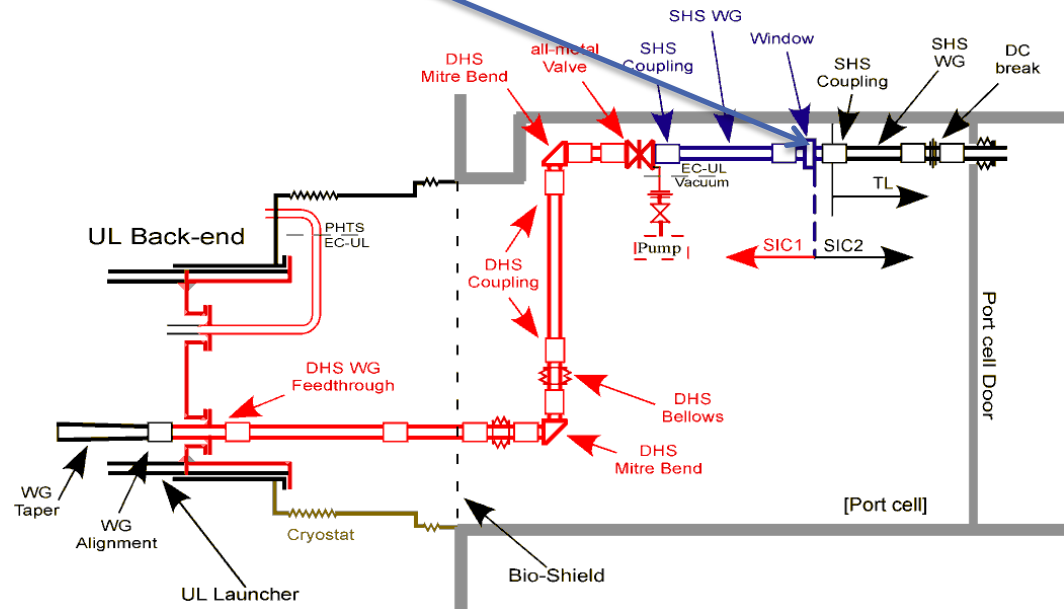 SHS WG
DHS
Mitre Bend
all-metal
Valve
SHS
Coupling
Window
SHS
Coupling
SHS
WG
DC
break
EC-UL
Vacuum
TL
Pump
SIC1
SIC2
UL Back-end
PHTS
EC-UL
DHS
Coupling
Port cell Door
DHS WG
Feedthrough
DHS
Bellows
DHS
Mitre Bend
WG
Taper
WG
Alignment
Cryostat
[Port cell]
Bio-Shield
UL Launcher